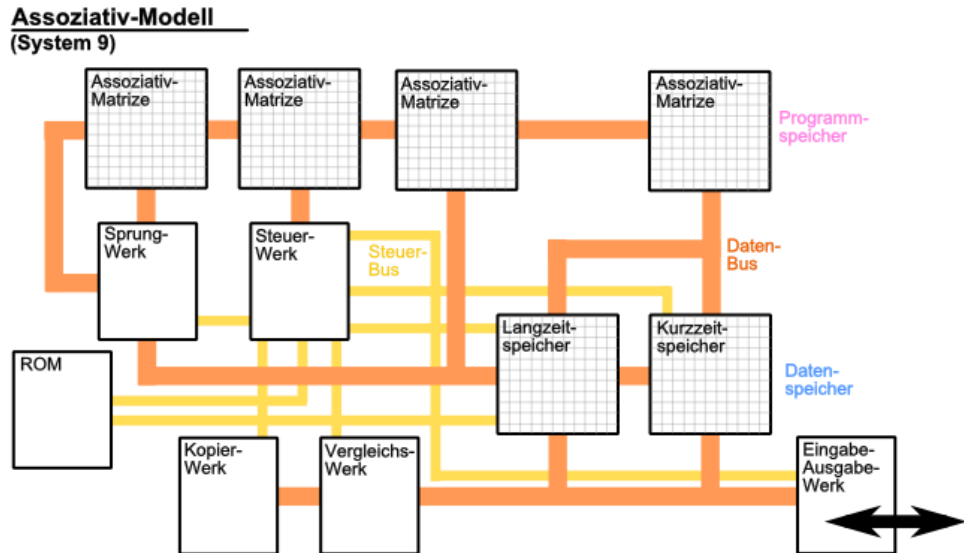 Assoziativ-Modell
(System 9)
Assoziativ-
Matrize
Assoziativ-
Matrize
Assoziativ-
Matrize
Assoziativ-
Matrize
Programm-
speicher
Sprung-
Werk
Steuer-
Werk
Steuer-
Bus
Daten-
Bus
Langzeit-
speicher
Kurzzeit-
speicher
ROM
Daten-
speicher
Kopier-
Werk
Vergleichs-
Werk
Eingabe-
Ausgabe-
Werk